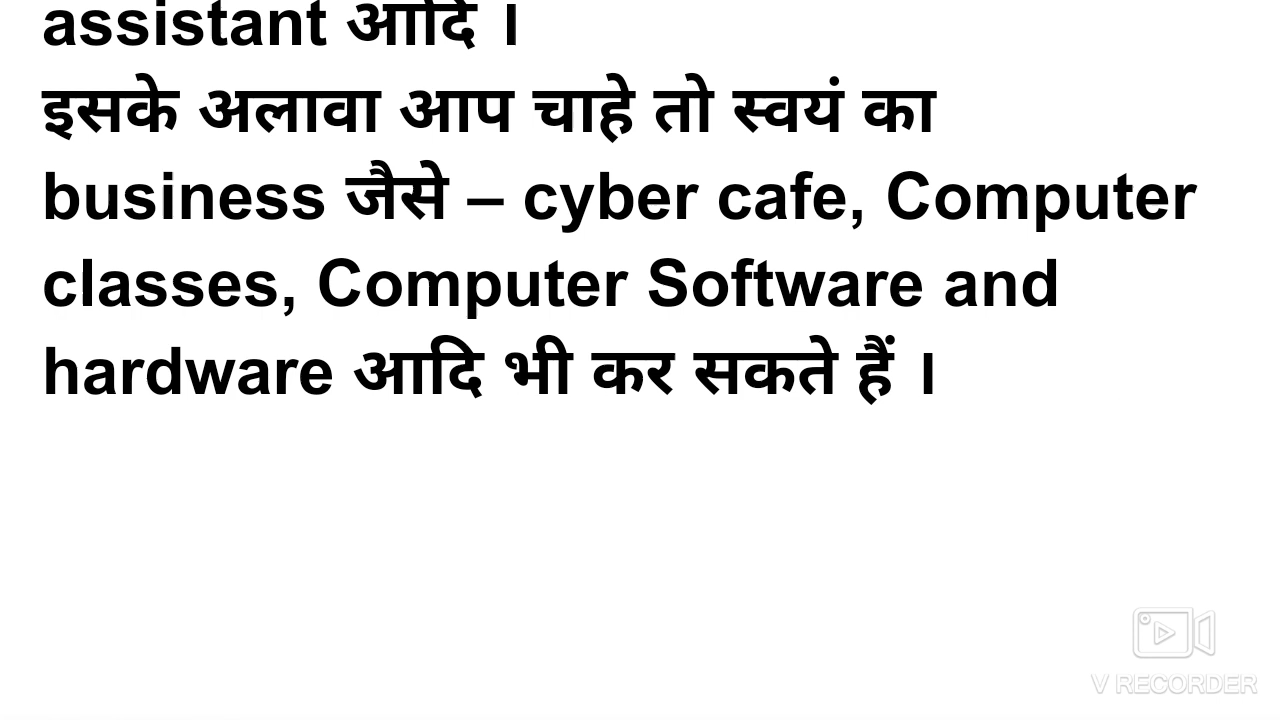 assistant आदि ।
इसके अलावा आप चाहे तो स्वयं का
business जैसे – cyber cafe, Computer
classes, Computer Software and
hardware आदि भी कर सकते हैं ।
V RECORDER